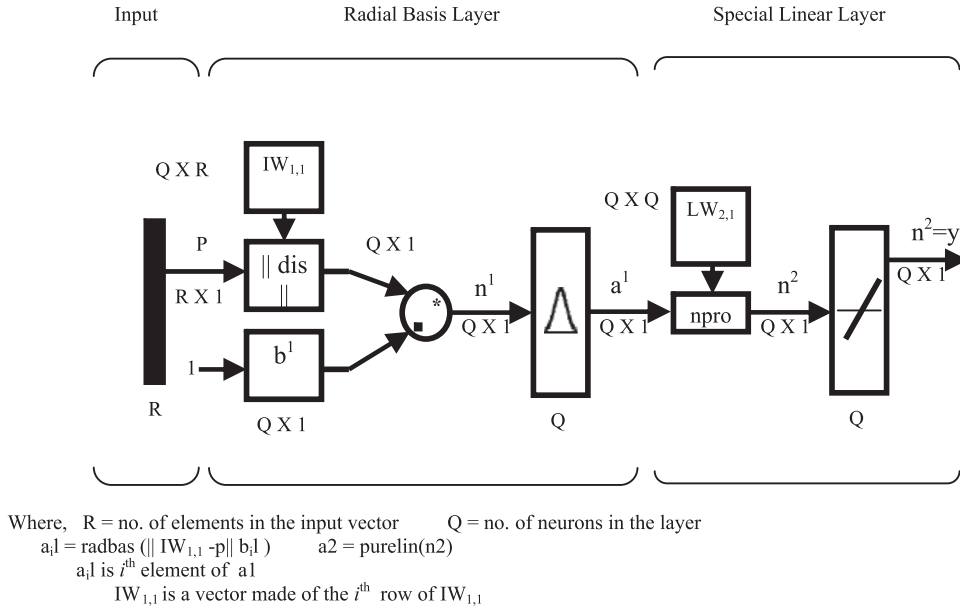 Input Radial Basis Layer Special Linear Layer
Q X R
IW1,1
Q X Q
LW2,1
P
R X 1
|| dis
||
Q X 1
*
n¹
Q X 1
a¹
Q X 1
npro
n²
Q X 1
n²=y
Q X 1
1
b¹
R
Q X 1
Q
Q
Where, R = no. of elements in the input vector Q = no. of neurons in the layer
aᵢl = radbas (|| IW1,1 -p|| bᵢl ) a2 = purelin(n2)
aᵢl is iᵗʰ element of a1
IW1,1 is a vector made of the iᵗʰ row of IW1,1